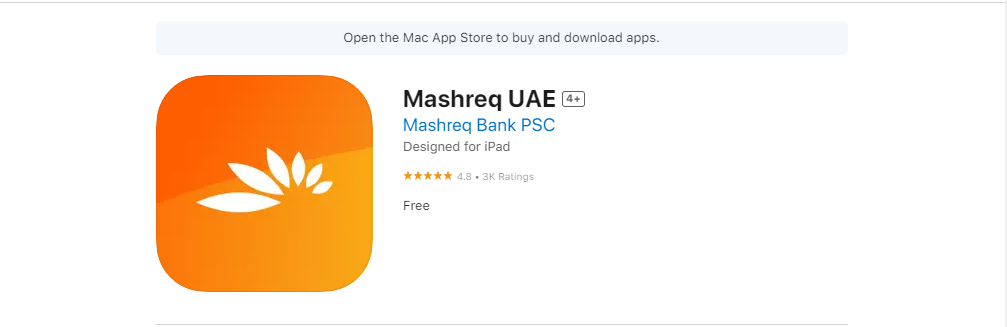 Open the Mac App Store to buy and download apps.
Mashreq UAE 4+
Mashreq Bank PSC
Designed for iPad
★★★★★ 4.8 • 3K Ratings
Free